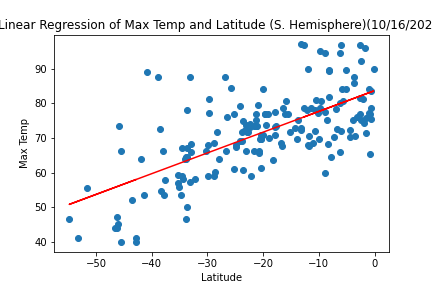 Linear Regression of Max Temp and Latitude (S. Hemisphere)(10/16/202
90
80
70
60
50
40
Max Temp
−50 −40 −30 −20 −10 0
Latitude